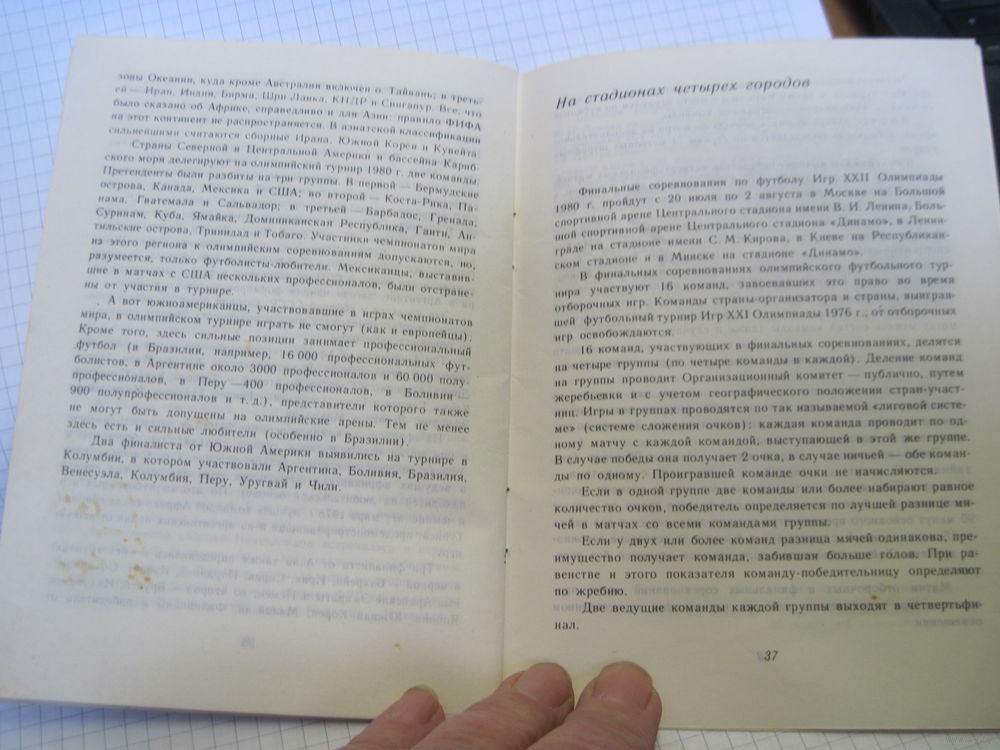 зоны Океании, куда кроме Австралии включен о. Тайвань; в треть-
ей — Иран, Индия, Бирма, Шри Ланка, КНДР и Сингапур. Все, что
было сказано об Африке, справедливо и для Азии: правило ФИФА
на этот континент не распространяется. В азиатской классификации
сильнейшими считаются сборные Ирана, Южной Кореи и Кувейта.
Страны Северной и Центральной Америки и бассейна Кариб-
ского моря делегируют на олимпийский турнир 1980 г. две команды.
Претенденты были разбиты на три группы. В первой — Бермудские
острова, Канада, Мексика и США; во второй — Коста-Рика, Па-
нама, Гватемала и Сальвадор; в третьей — Барбадос, Гренада,
Суринам, Куба, Ямайка, Доминиканская Республика, Гаити, Ан-
тильские острова, Тринидад и Тобаго. Участники чемпионатов мира
из этого региона к олимпийским соревнованиям допускаются, но,
разумеется, только футболисты-любители. Мексиканцы, выставив-
шие в матчах с США нескольких профессионалов, были отстране-
ны от участия в турнире.
А вот южноамериканцы, участвовавшие в играх чемпионатов
мира, в олимпийском турнире играть не смогут (как и европейцы).
Кроме того, здесь сильные позиции занимает профессиональный
футбол (в Бразилии, например, 16 000 профессиональных фут-
болистов, в Аргентине около 3000 профессионалов и 60 000 полу-
профессионалов, в Перу — 400 профессионалов, в Боливии —
900 полупрофессионалов и т. д.), представители которого также
не могут быть допущены на олимпийские арены. Тем не менее
здесь есть и сильные любители (особенно в Бразилии).
Два финалиста от Южной Америки выявились на турнире в
Колумбии, в котором участвовали Аргентина, Боливия, Бразилия,
Венесуэла, Колумбия, Перу, Уругвай и Чили.
На стадионах четырех городов
Финальные соревнования по футболу Игр XXII Олимпиады
1980 г. пройдут с 20 июля по 2 августа в Москве на Большой
спортивной арене Центрального стадиона имени В. И. Ленина, Боль-
шой спортивной арене Центрального стадиона «Динамо», в Ленин-
граде на стадионе имени С. М. Кирова, в Киеве на Республикан-
ском стадионе и в Минске на стадионе «Динамо».
В финальных соревнованиях олимпийского футбольного тур-
нира участвуют 16 команд, завоевавших это право во время
отборочных игр. Команды страны-организатора и страны, выиграв-
шей футбольный турнир Игр XXI Олимпиады 1976 г., от отборочных
игр освобождаются.
16 команд, участвующих в финальных соревнованиях, делятся
на четыре группы (по четыре команды в каждой). Деление команд
на группы проводит Организационный комитет — публично, путем
жеребьевки и с учетом географического положения стран-участ-
ниц. Игры в группах проводятся по так называемой «лиговой систе-
ме» (системе сложения очков): каждая команда проводит по од-
ному матчу с каждой командой, выступающей в этой же группе.
В случае победы она получает 2 очка, в случае ничьей — обе коман-
ды по одному. Проигравшей команде очки не начисляются.
Если в одной группе две команды или более набирают равное
количество очков, победитель определяется по лучшей разнице мя-
чей в матчах со всеми командами группы.
Если у двух или более команд разница мячей одинакова, пре-
имущество получает команда, забившая больше голов. При ра-
венстве и этого показателя команду-победительницу определяют
по жребию.
Две ведущие команды каждой группы выходят в четвертьфи-
нал.
37